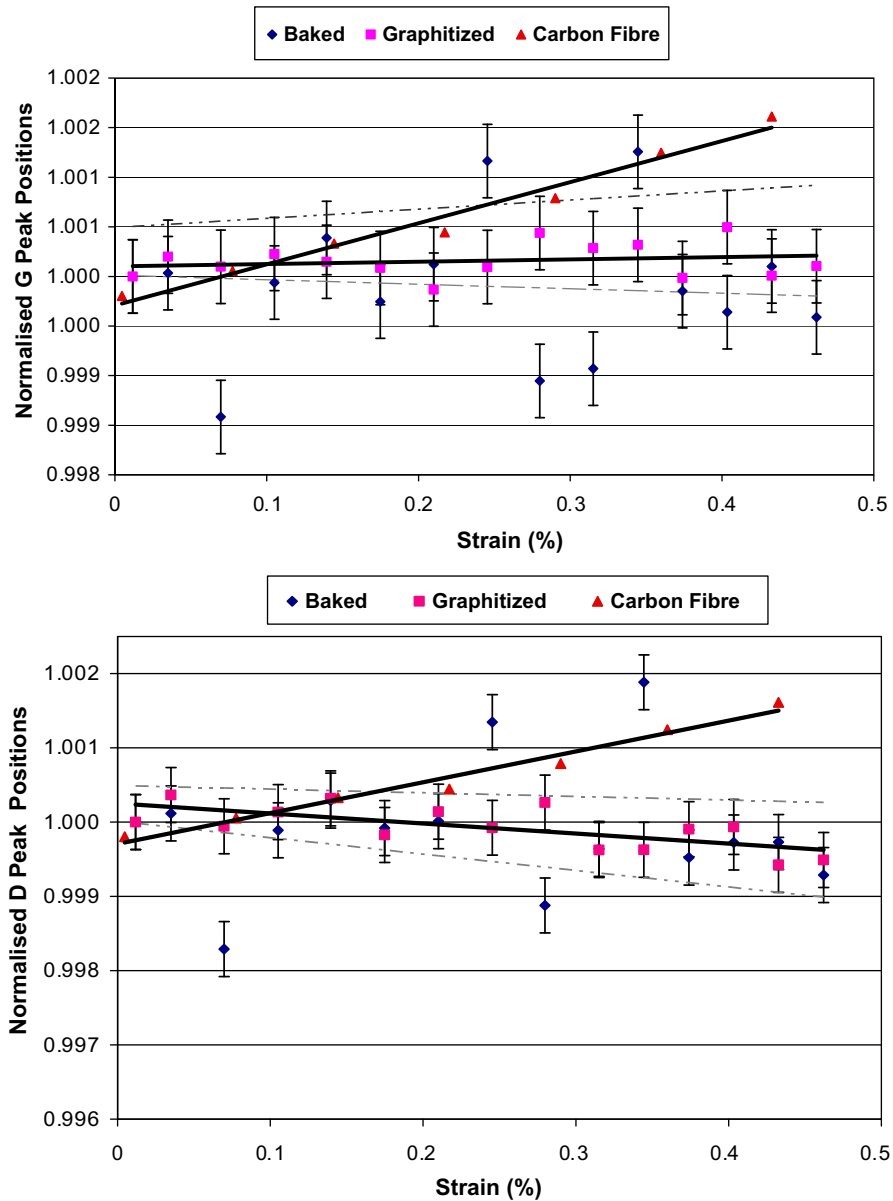 Baked Graphitized Carbon Fibre
1.002
1.002
1.001
1.001
1.000
1.000
0.999
0.999
0.998
Normalised G Peak Positions
0 0.1 0.2 0.3 0.4 0.5
Strain (%)
Baked Graphitized Carbon Fibre
1.002
1.001
1.000
0.999
0.998
0.997
0.996
Normalised D Peak Positions
0 0.1 0.2 0.3 0.4 0.5
Strain (%)